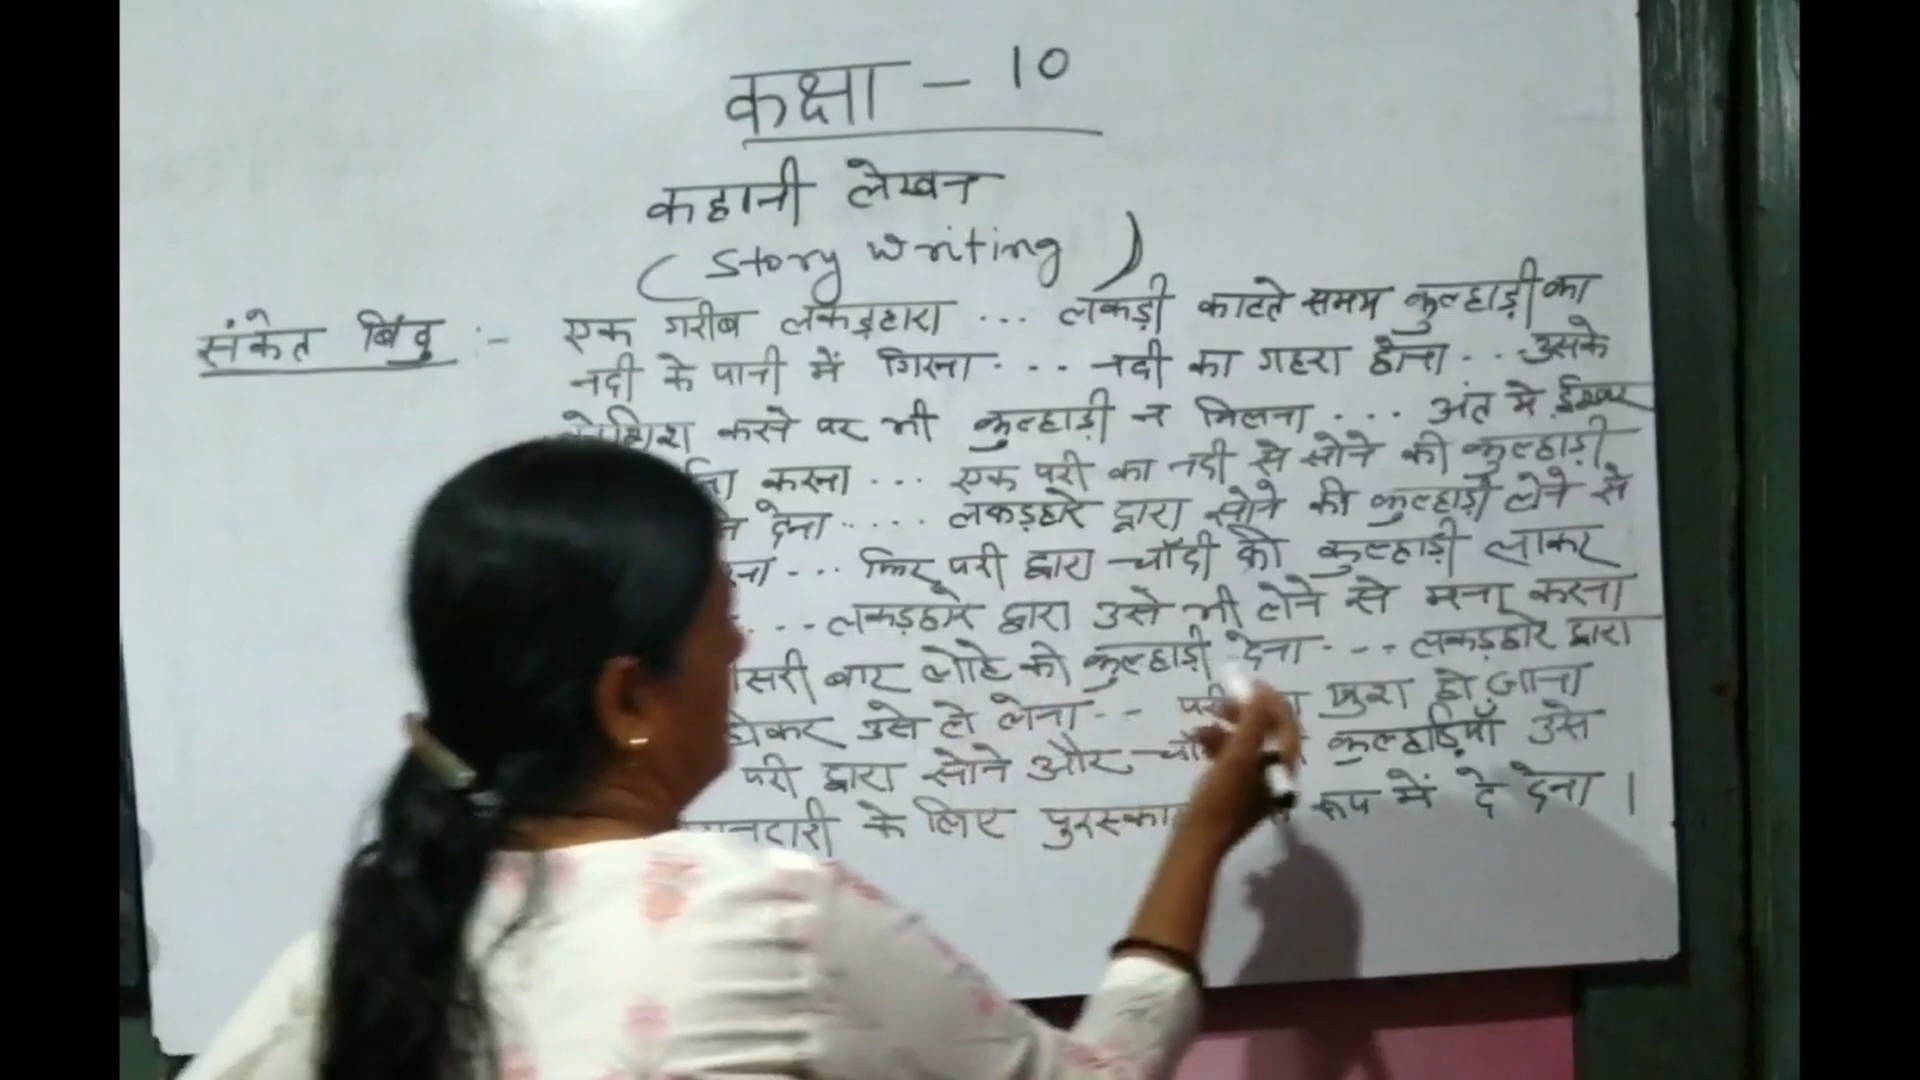 कक्षा - 10
कहानी लेखन
( Story writing )
संकेत बिंदु :- एक गरीब लकड़हारा ... लकड़ी काटते समय कुल्हाड़ी का
नदी के पानी में गिरना .... नदी का गहरा होना ... उसके
करने पर भी कुल्हाड़ी न मिलना .... अंत मे ईश्वर
करना ... एक परी का नदी से सोने की कुल्हाड़ी
देना ..... लकड़हारे द्वारा सोने की कुल्हाड़ी लेने से
... फिर परी द्वारा चाँदी की कुल्हाड़ी लाकर
... लकड़हारे द्वारा उसे भी लेने से मना करना
बार लोहे की कुल्हाड़ी देना .... लकड़हारे द्वारा
होकर उसे ले लेना ... खुश हो जाना
परी द्वारा सोने और कुल्हाड़ियाँ उसे
के लिए रूप में दे देना ।